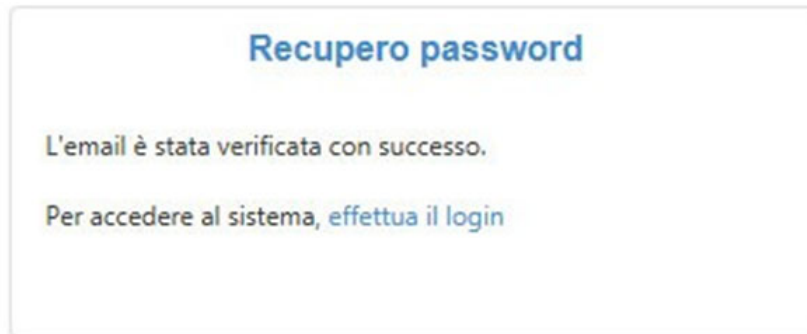 Recupero password
L'email è stata verificata con successo.
Per accedere al sistema, effettua il login